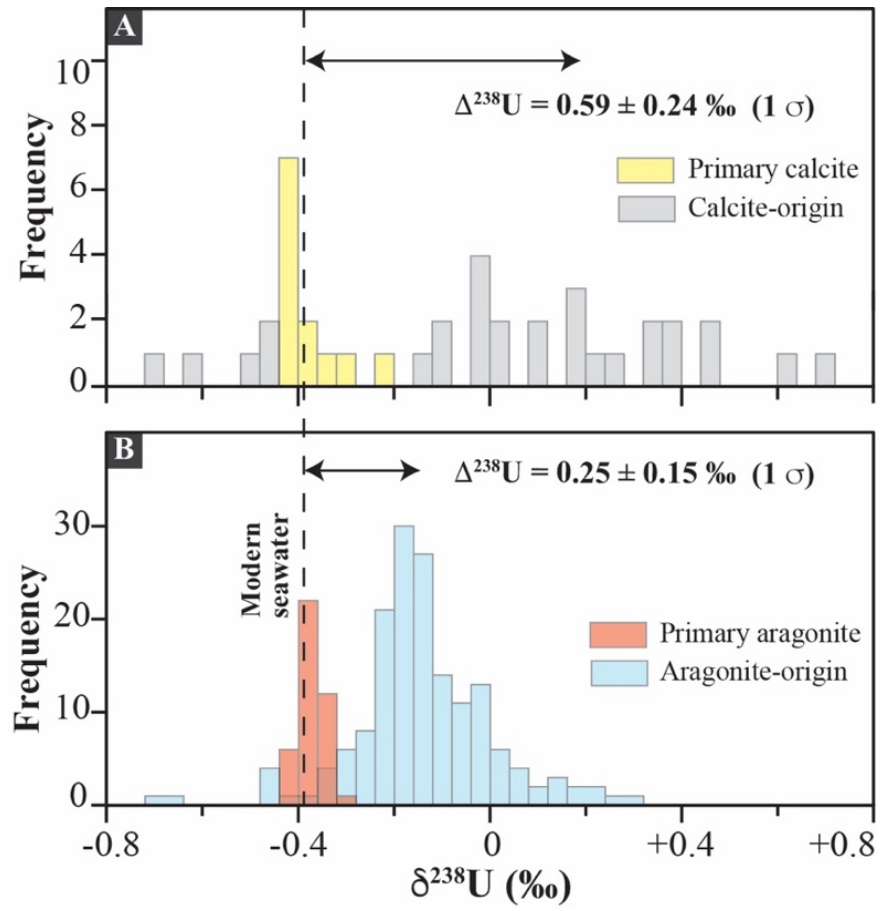 A
10
8
6
4
2
0
Frequency
Δ²³⁸U = 0.59 ± 0.24 ‰ (1 σ)
Primary calcite
Calcite-origin
B
30
20
10
0
Frequency
Δ²³⁸U = 0.25 ± 0.15 ‰ (1 σ)
Modern
seawater
Primary aragonite
Aragonite-origin
-0.8 -0.4 0 +0.4 +0.8
δ²³⁸U (‰)